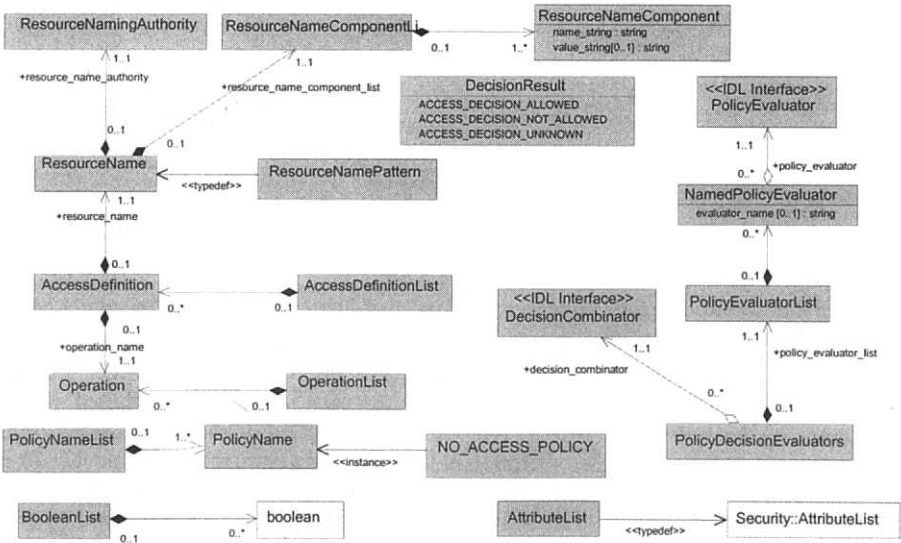 ResourceNamingAuthority
ResourceNameComponentLi
ResourceNameComponent
name_string : string
value_string[0..1] : string
0..1
1..*
1..1
+resource_name_authority
1..1
+resource_name_component_list
DecisionResult
ACCESS_DECISION_ALLOWED
ACCESS_DECISION_NOT_ALLOWED
ACCESS_DECISION_UNKNOWN
<<IDL Interface>>
PolicyEvaluator
0..1
0..1
1..1
+policy_evaluator
0..*
ResourceName
ResourceNamePattern
<<typedef>>
1..1
+resource_name
NamedPolicyEvaluator
evaluator_name [0..1] : string
0..*
0..1
0..1
AccessDefinition
AccessDefinitionList
0..*
0..1
<<IDL Interface>>
DecisionCombinator
PolicyEvaluatorList
0..1
+operation_name
1..1
1..1
+decision_combinator
1..1
+policy_evaluator_list
Operation
OperationList
0..*
0..1
0..*
0..1
PolicyNameList
0..1
1..*
PolicyName
<<instance>>
NO_ACCESS_POLICY
PolicyDecisionEvaluators
BooleanList
0..1
0..*
boolean
AttributeList
<<typedef>>
Security::AttributeList